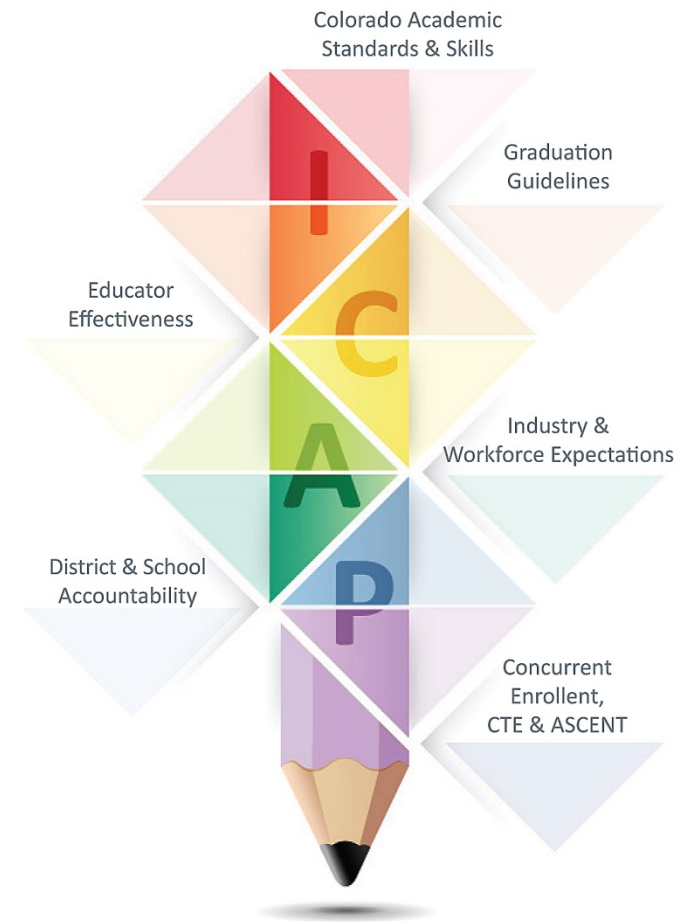 Colorado Academic
Standards & Skills
I
Graduation
Guidelines
Educator
Effectiveness
C
Industry &
Workforce Expectations
A
District & School
Accountability
P
Concurrent
Enrollent,
CTE & ASCENT